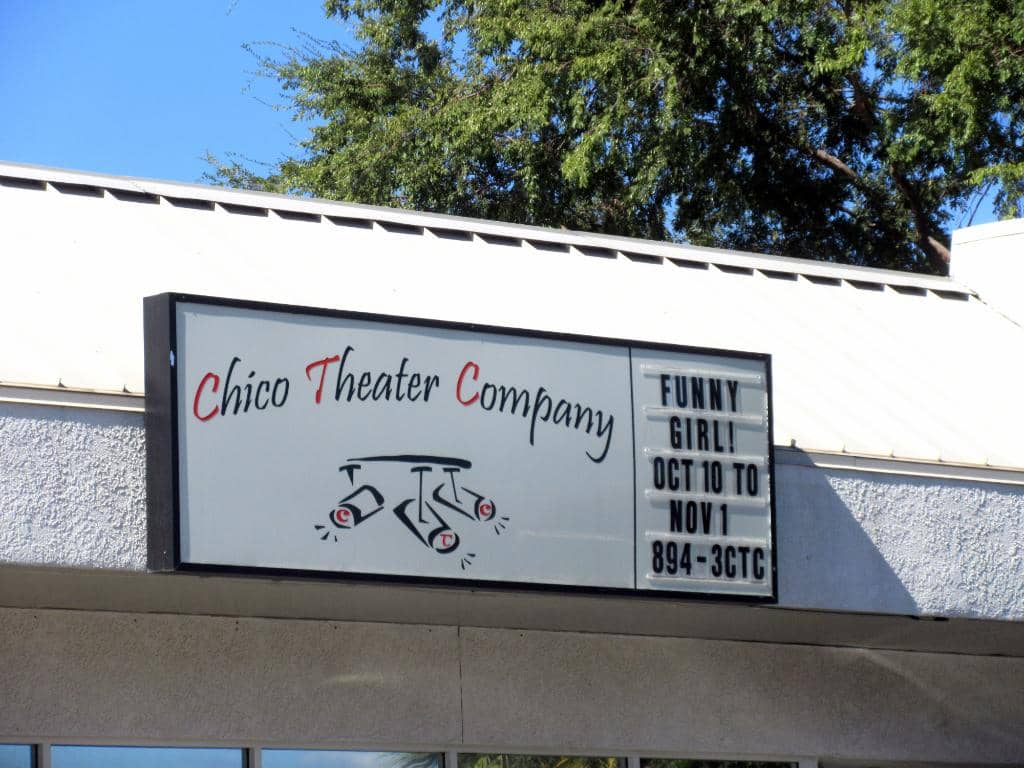 Chico Theater Company
C
T
C
FUNNY
GIRL!
OCT 10 TO
NOV 1
894-3CTC